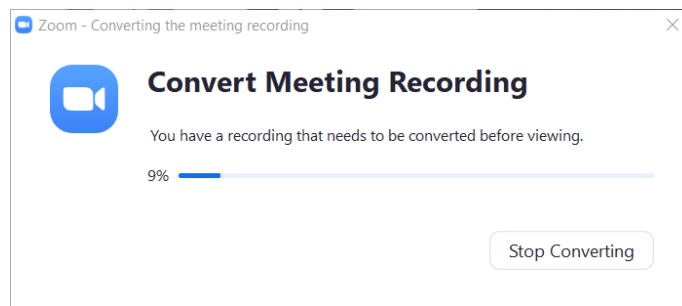 Zoom - Converting the meeting recording
Convert Meeting Recording
You have a recording that needs to be converted before viewing.
9%
Stop Converting